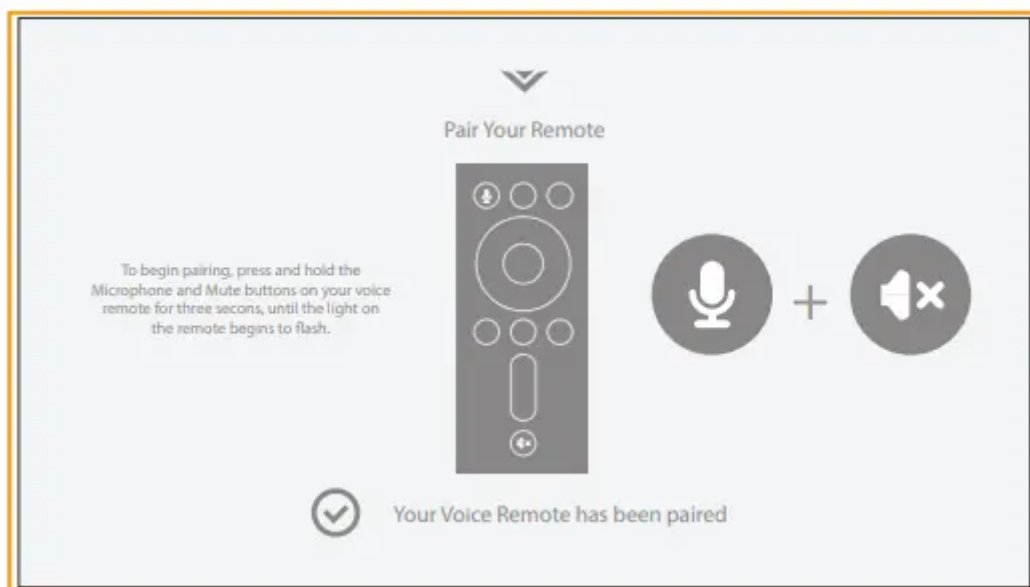 Pair Your Remote
To begin pairing, press and hold the
Microphone and Mute buttons on your voice
remote for three secons, until the light on
the remote begins to flash.
Your Voice Remote has been paired